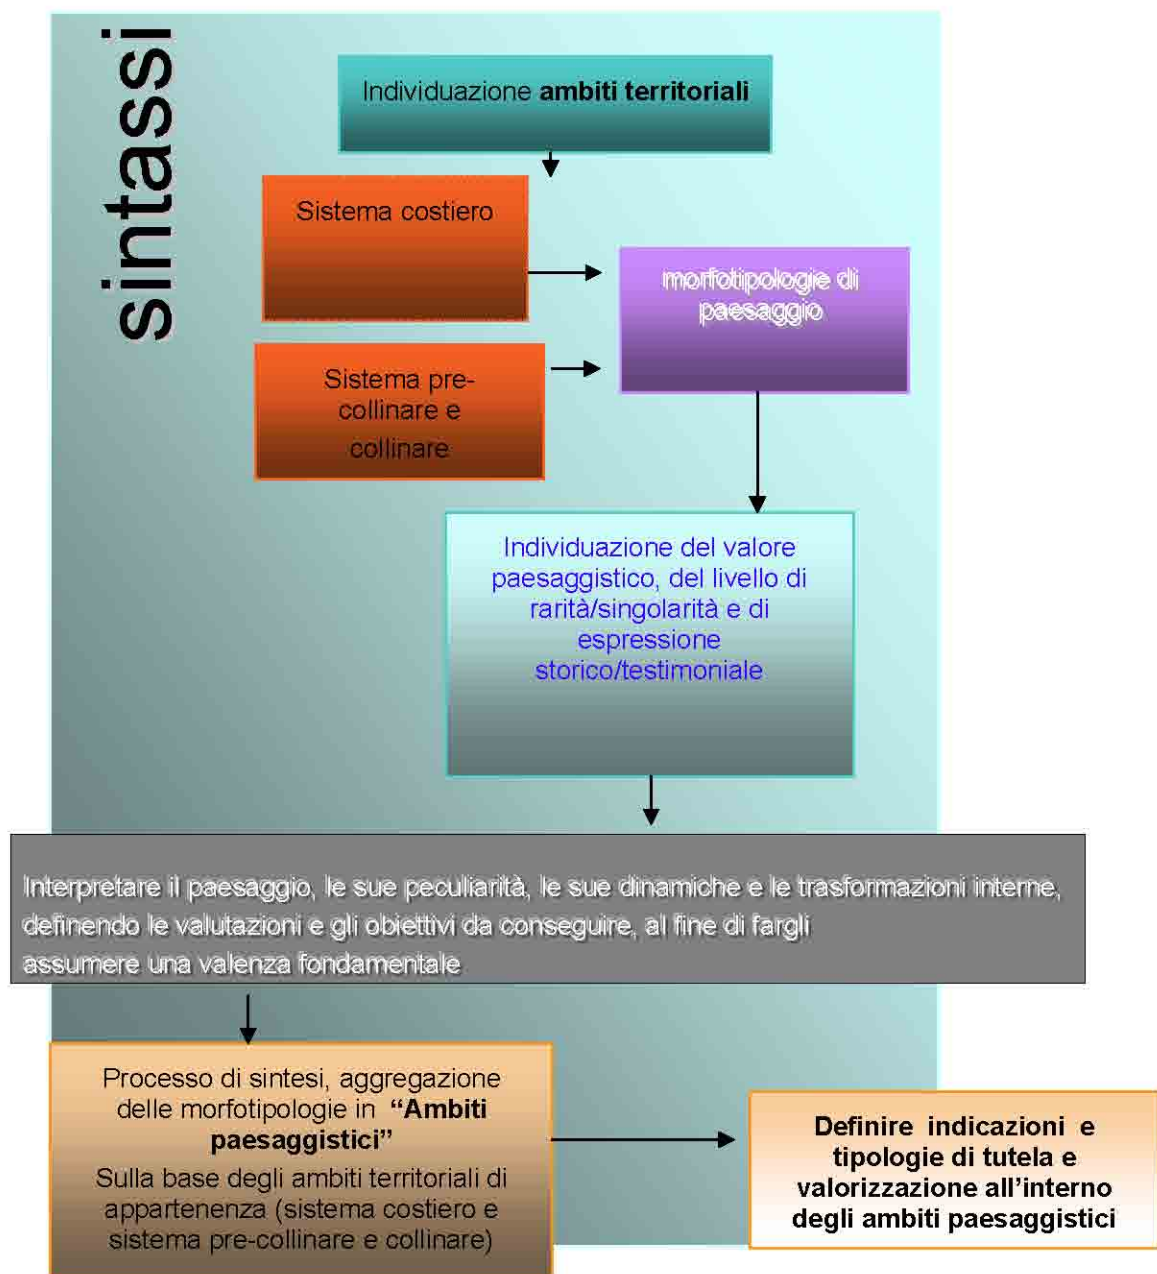 sintassi
Individuazione ambiti territoriali
Sistema costiero
morfotipologie di
paesaggio
Sistema pre-
collinare e
collinare
Individuazione del valore
paesaggistico, del livello di
rarità/singolarità e di
espressione
storico/testimoniale
Interpretare il paesaggio, le sue peculiarità, le sue dinamiche e le trasformazioni interne,
definendo le valutazioni e gli obiettivi da conseguire, al fine di fargli
assumere una valenza fondamentale
Processo di sintesi, aggregazione
delle morfotipologie in “Ambiti
paesaggistici”
Sulla base degli ambiti territoriali di
appartenenza (sistema costiero e
sistema pre-collinare e collinare)
Definire indicazioni e
tipologie di tutela e
valorizzazione all’interno
degli ambiti paesaggistici